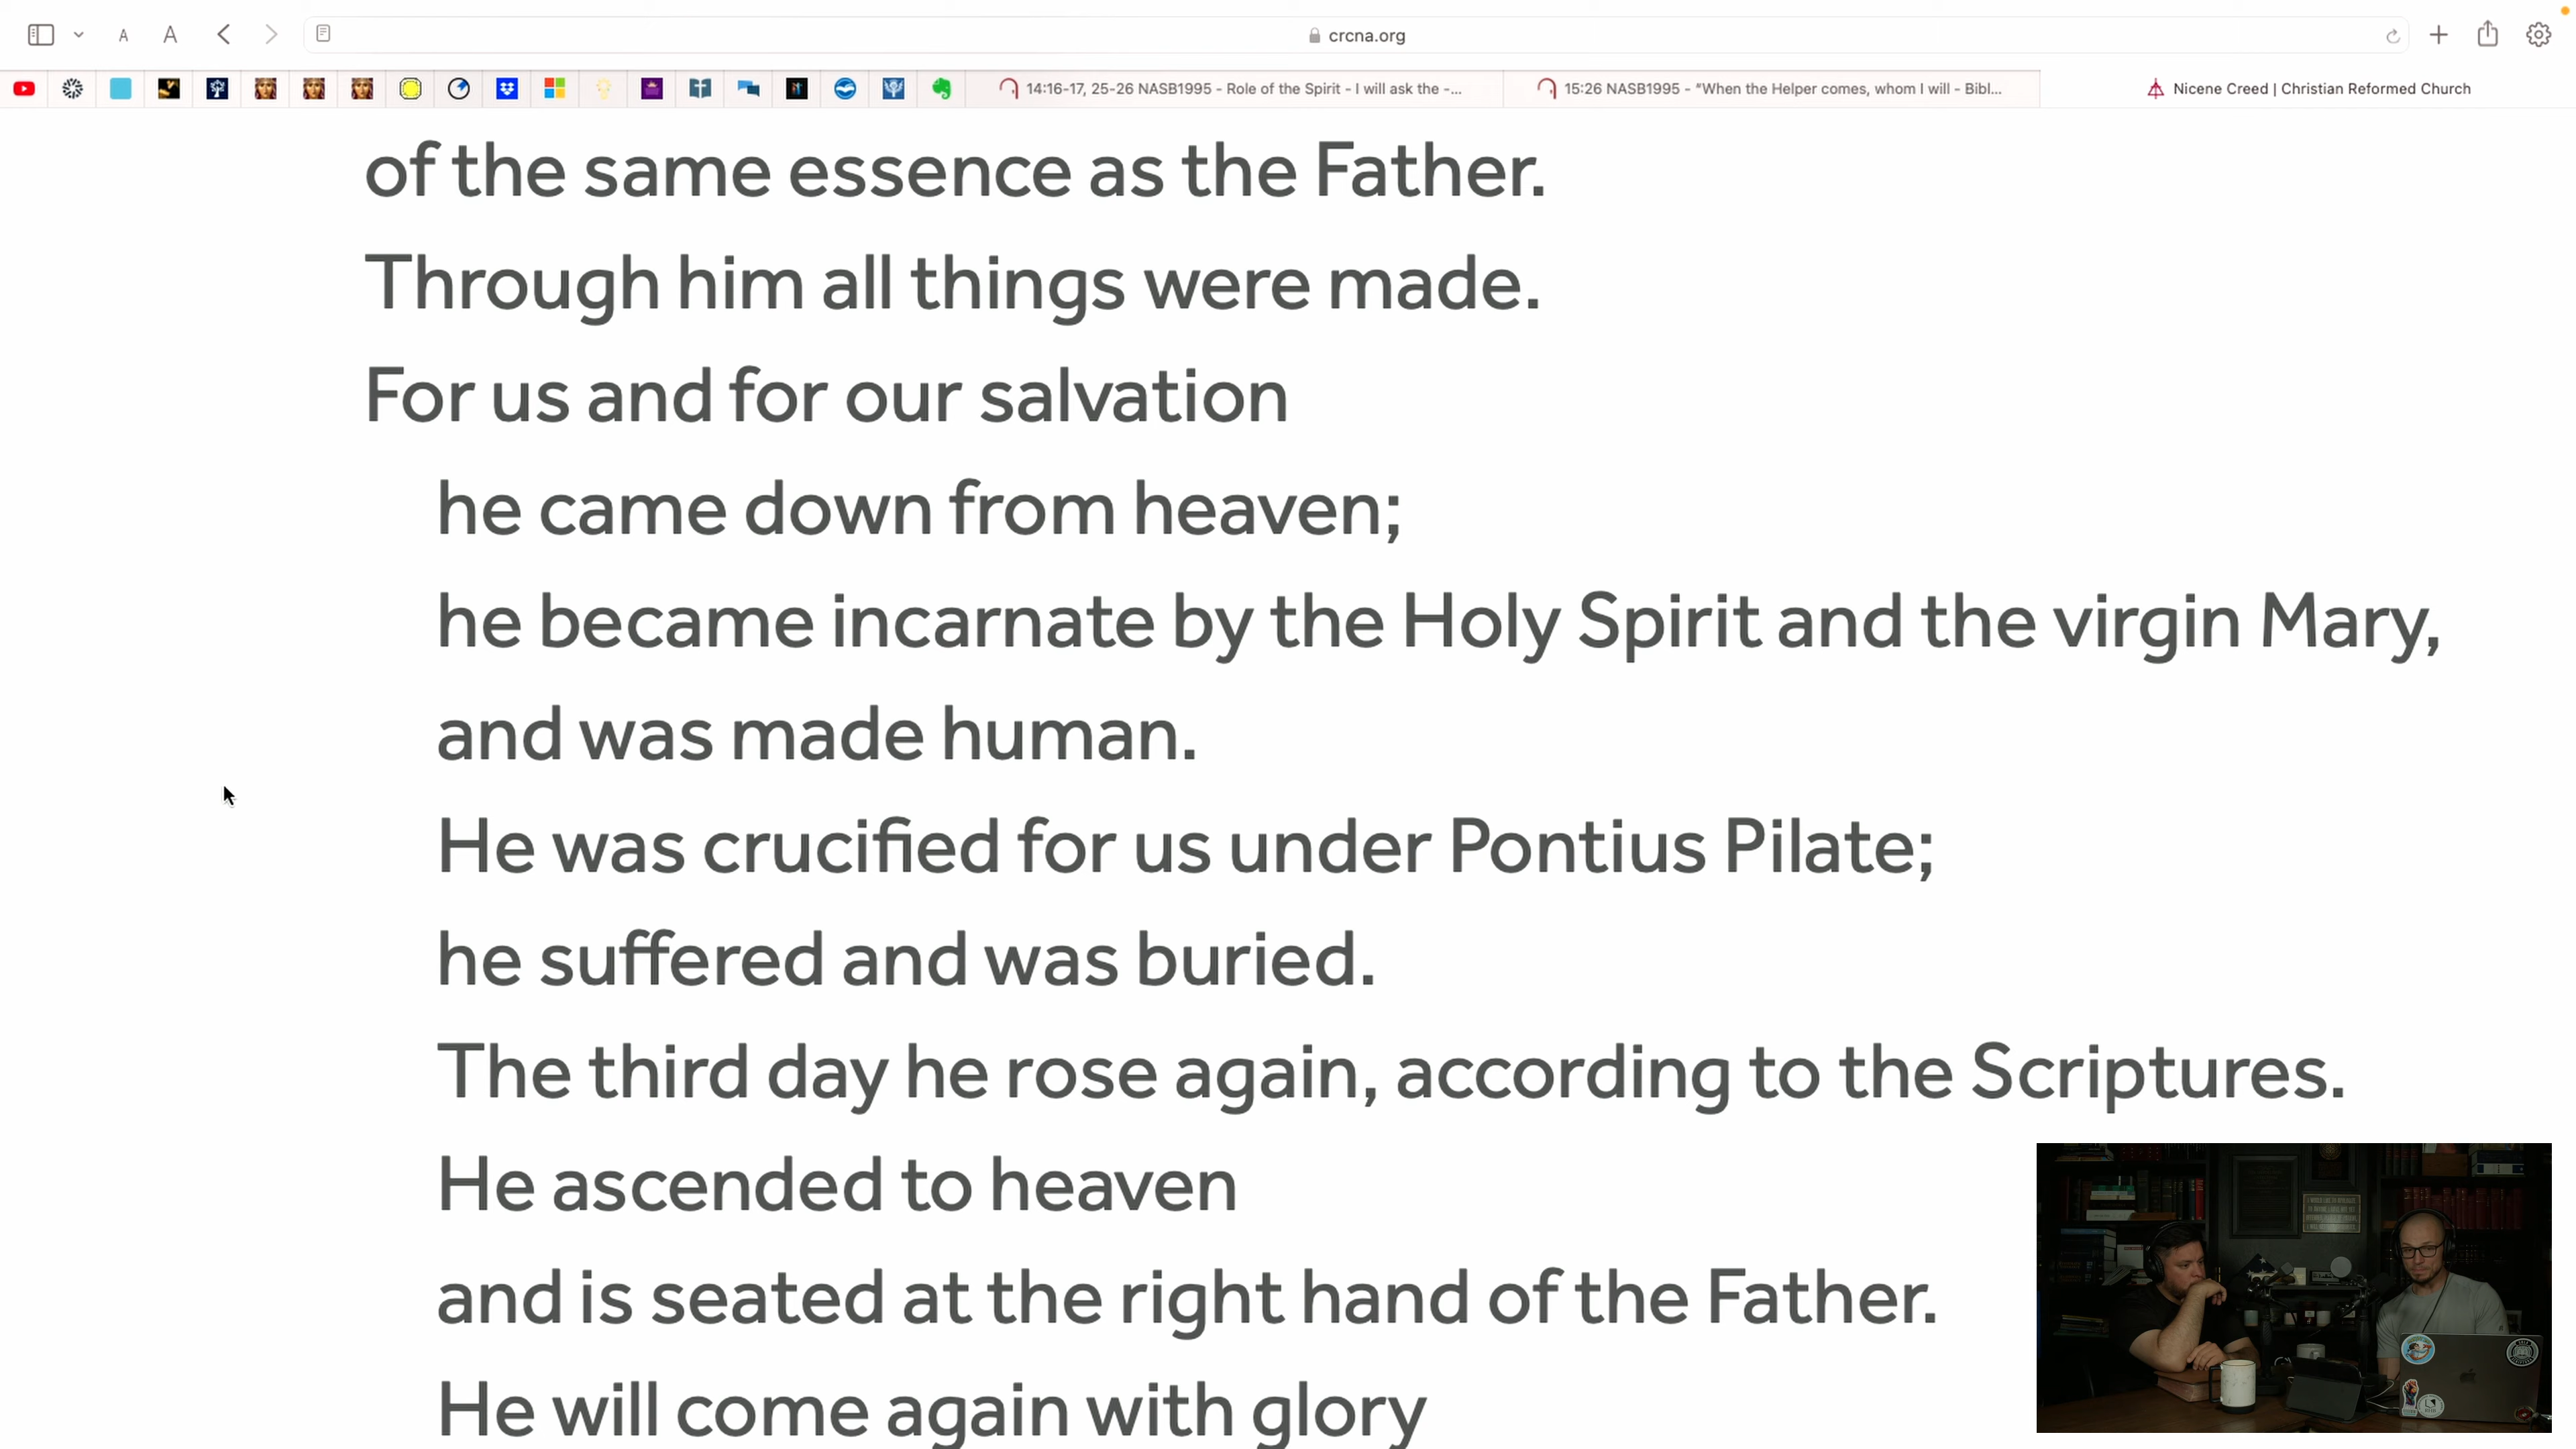 A A crcna.org
14:16-17, 25-26 NASB1995 - Role of the Spirit - I will ask the -... 15:26 NASB1995 - “When the Helper comes, whom I will - Bibl... Nicene Creed | Christian Reformed Church
of the same essence as the Father.
Through him all things were made.
For us and for our salvation
he came down from heaven;
he became incarnate by the Holy Spirit and the virgin Mary,
and was made human.
He was crucified for us under Pontius Pilate;
he suffered and was buried.
The third day he rose again, according to the Scriptures.
He ascended to heaven
and is seated at the right hand of the Father.
He will come again with glory